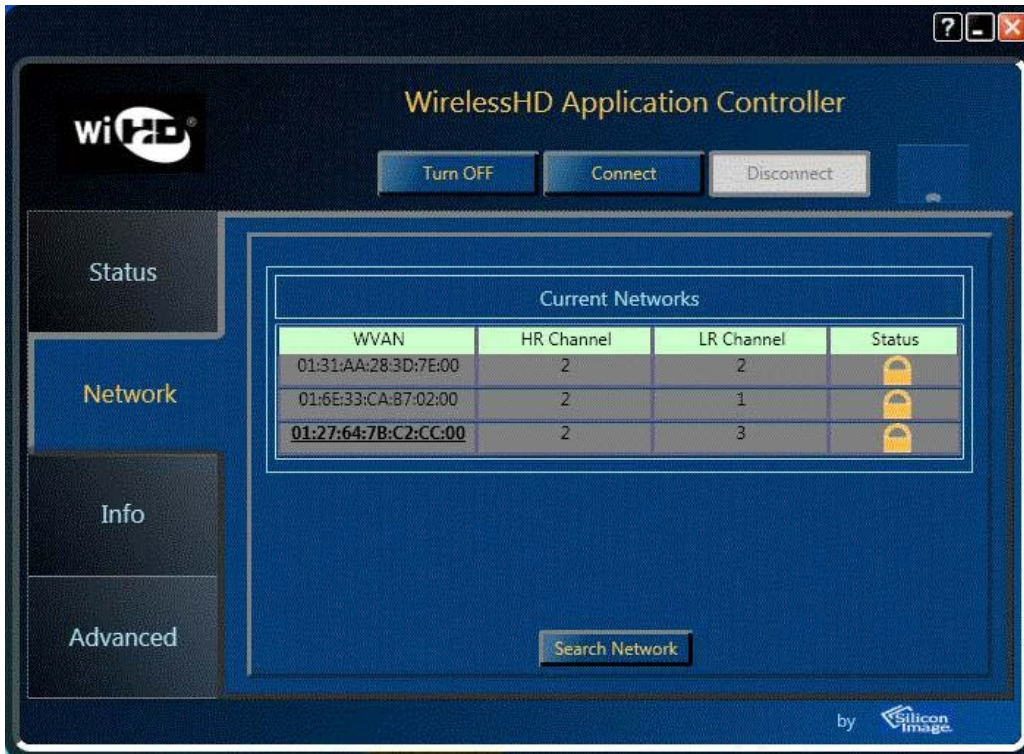 ?
WiHD®
WirelessHD Application Controller
Turn OFF Connect Disconnect
Status
Network
Info
Advanced
Current Networks
WVAN HR Channel LR Channel Status
01:31:AA:28:3D:7E:00 2 2
01:6E:33:CA:87:02:00 2 1
01:27:64:7B:C2:CC:00 2 3
Search Network
by Silicon Image.